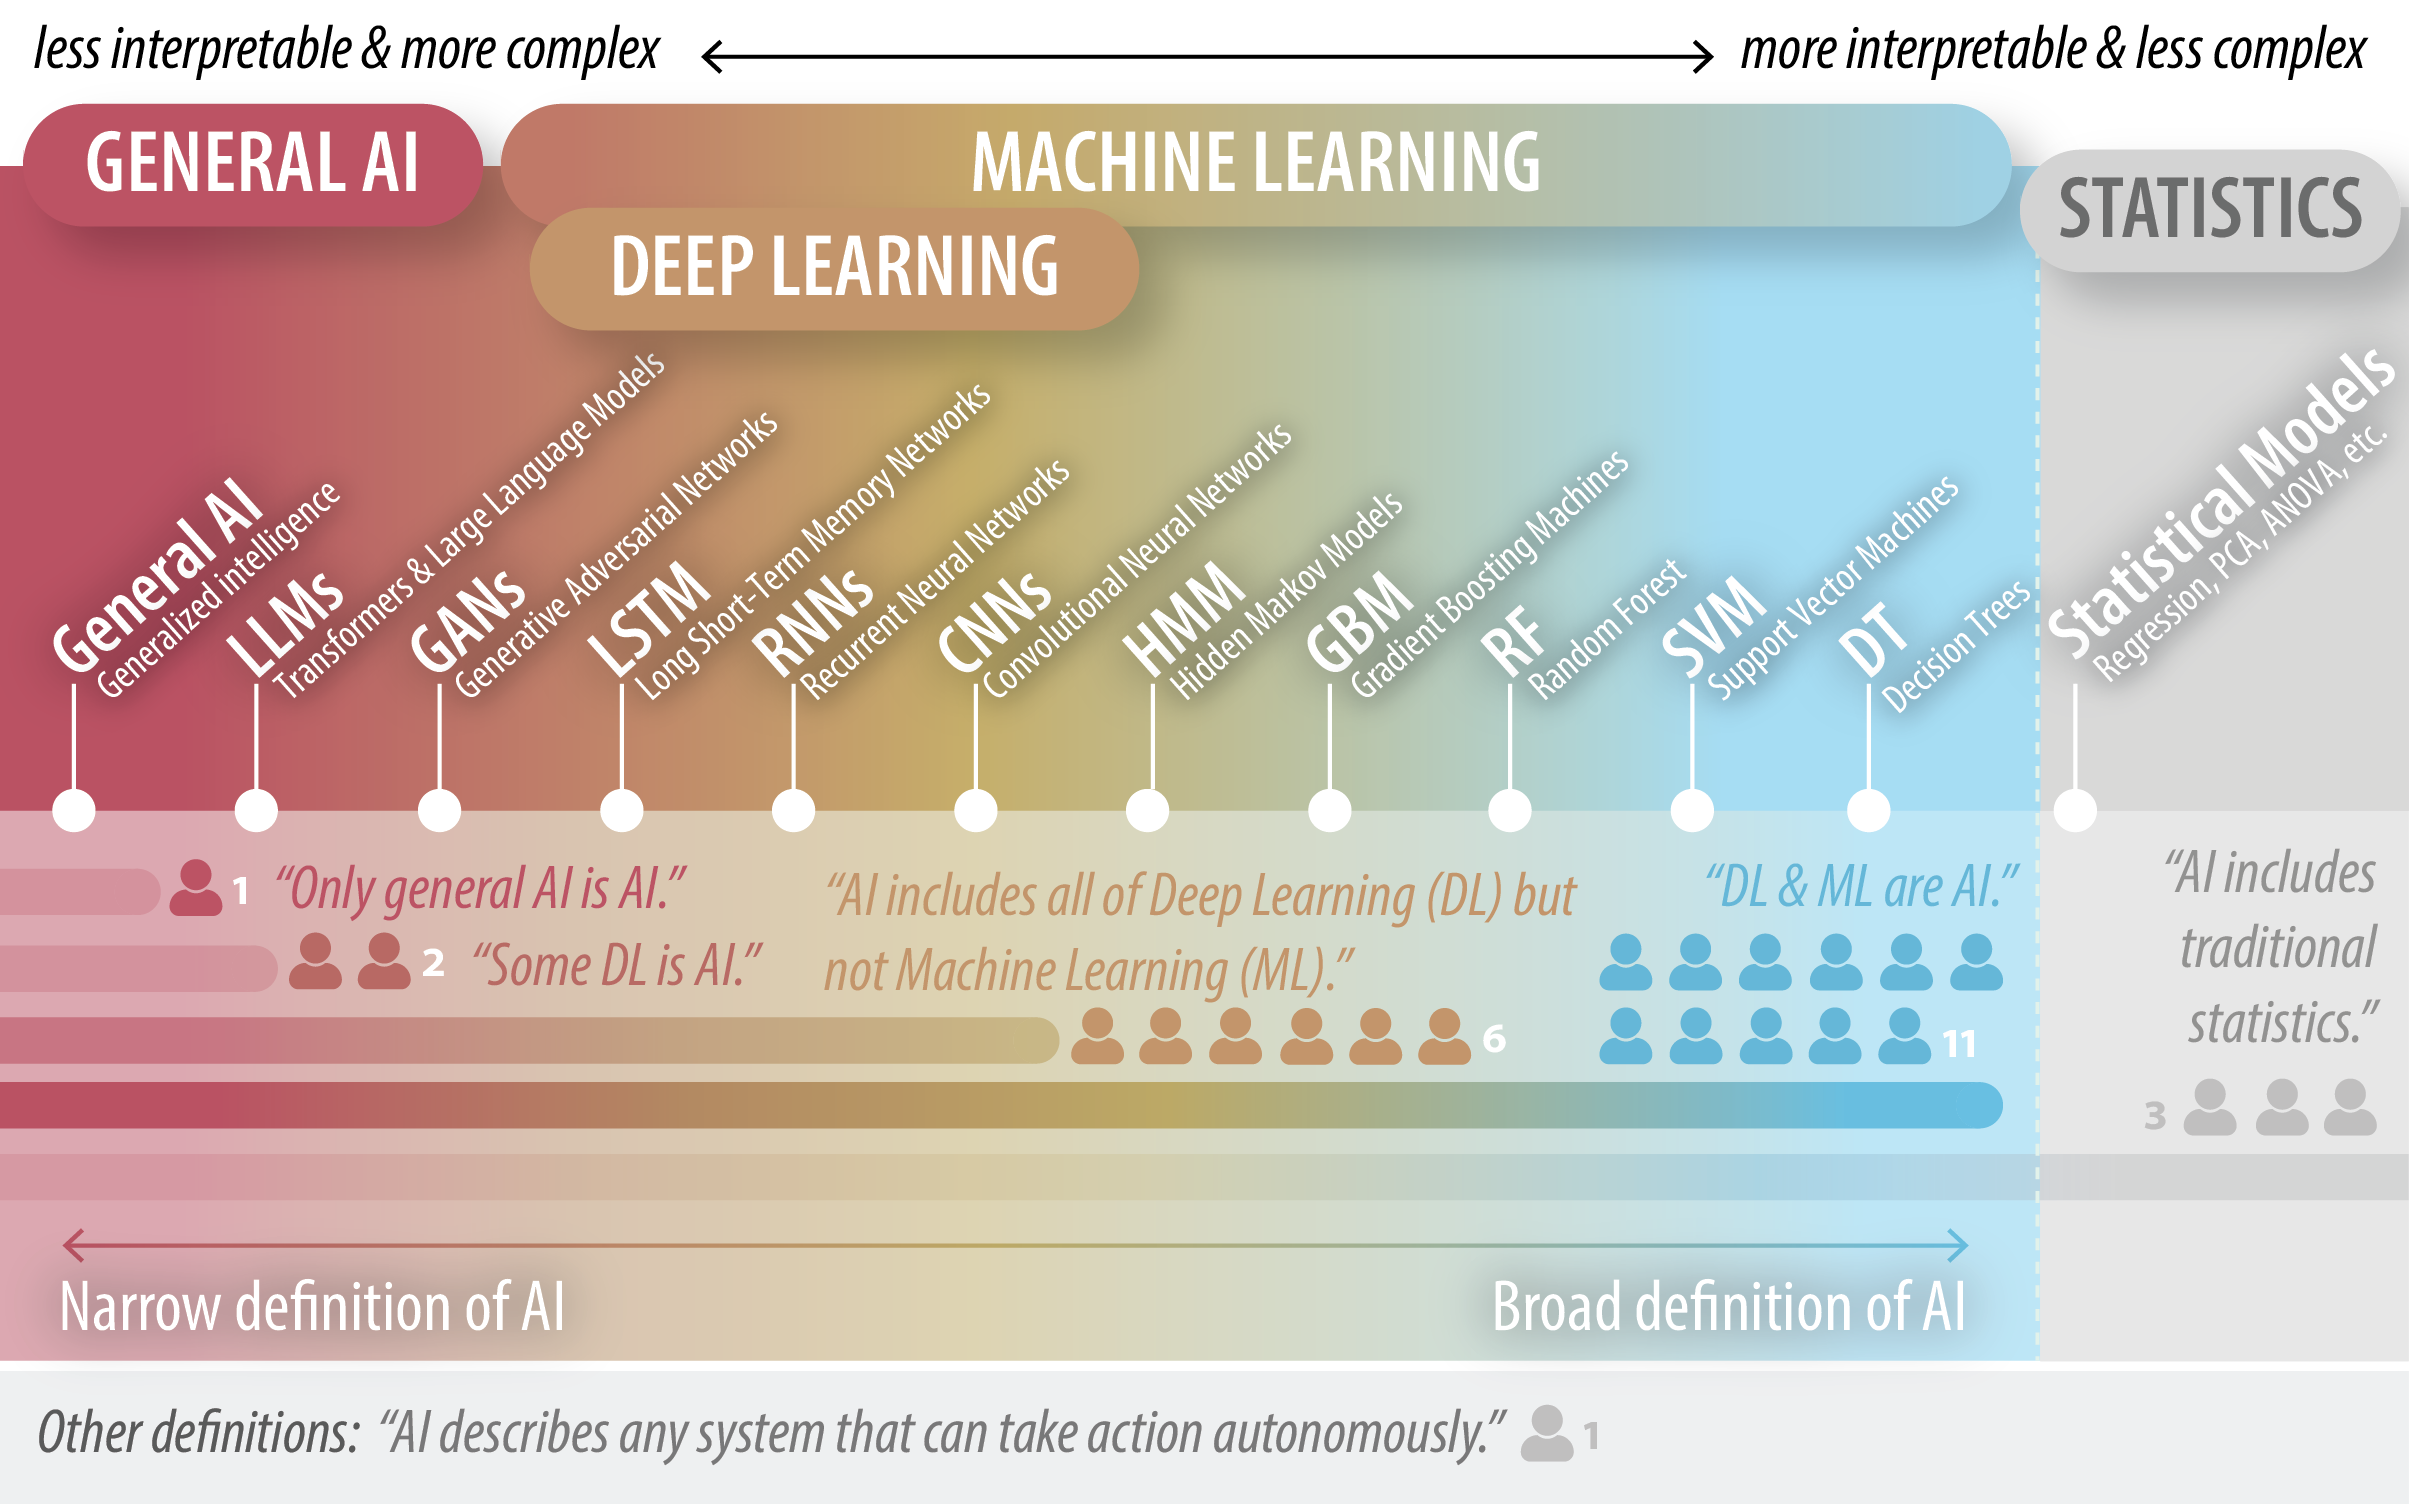 less interpretable & more complex
more interpretable & less complex
GENERAL AI
MACHINE LEARNING
STATISTICS
DEEP LEARNING
General AI
Generalized intelligence
LLMs
Transformers & Large Language Models
GANs
Generative Adversarial Networks
LSTM
Long Short-Term Memory Networks
RNNs
Recurrent Neural Networks
CNNs
Convolutional Neural Networks
HMM
Hidden Markov Models
GBM
Gradient Boosting Machines
RF
Random Forest
SVM
Support Vector Machines
DT
Decision Trees
Statistical Models
Regression, PCA, ANOVA, etc.
1 “Only general AI is AI.”
2 “Some DL is AI.”
“AI includes all of Deep Learning (DL) but
not Machine Learning (ML).”
6
“DL & ML are AI.”
11
“AI includes
traditional
statistics.”
3
Narrow definition of AI
Broad definition of AI
Other definitions: “AI describes any system that can take action autonomously.” 1